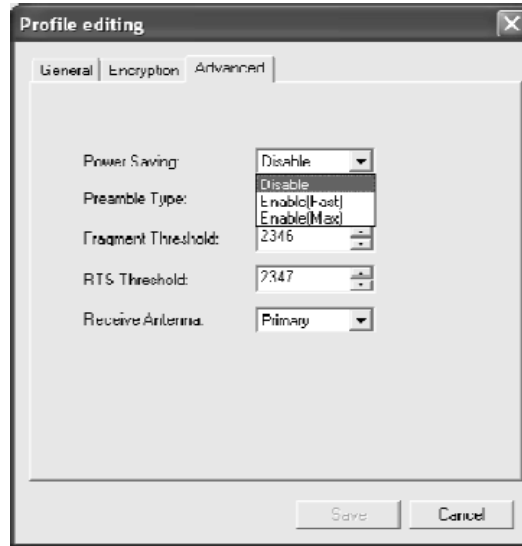 Profile editing
General Encryption Advanced
Power Saving: Disable
Disable
Preamble Type: Enable(Fast)
Enable(Max)
Fragment Threshold: 2346
RTS Threshold: 2347
Receive Antenna: Primary
Save Cancel